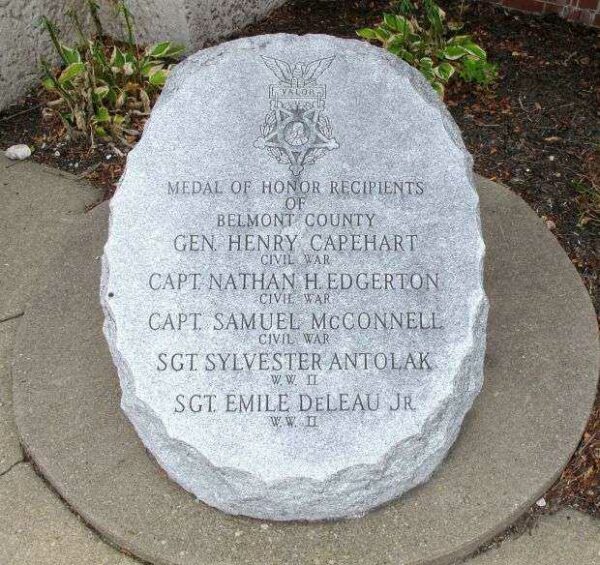 VALOR
MEDAL OF HONOR RECIPIENTS
OF
BELMONT COUNTY
GEN. HENRY CAPEHART
CIVIL WAR
CAPT. NATHAN H. EDGERTON
CIVIL WAR
CAPT. SAMUEL McCONNELL
CIVIL WAR
SGT. SYLVESTER ANTOLAK
W.W. II
SGT. EMILE DeLEAU JR.
W.W. II